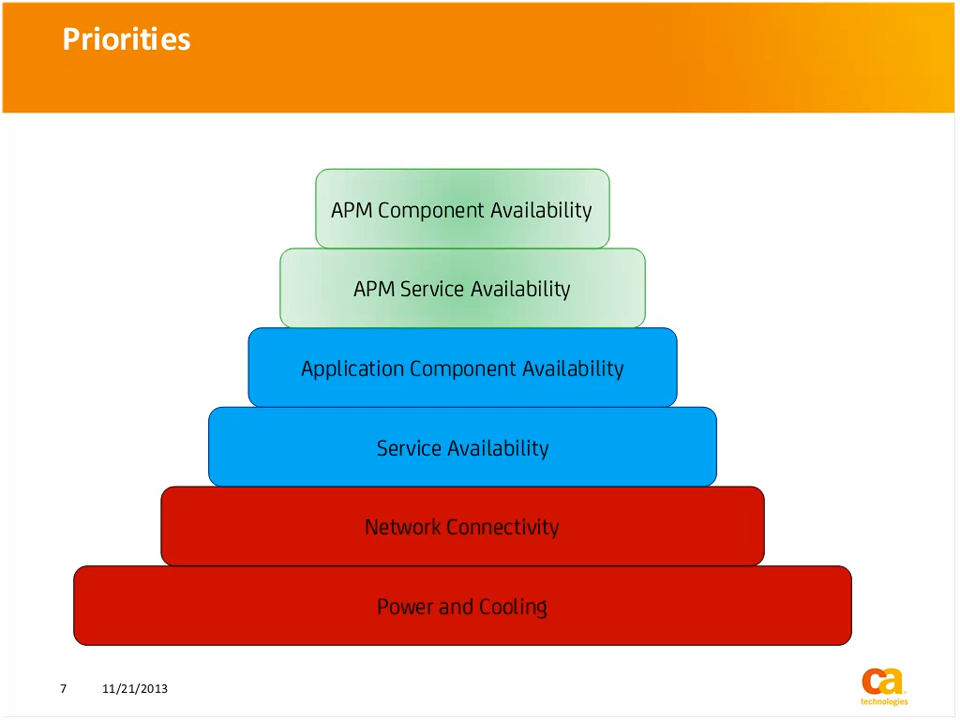 Priorities
APM Component Availability
APM Service Availability
Application Component Availability
Service Availability
Network Connectivity
Power and Cooling
7 11/21/2013
ca
technologies